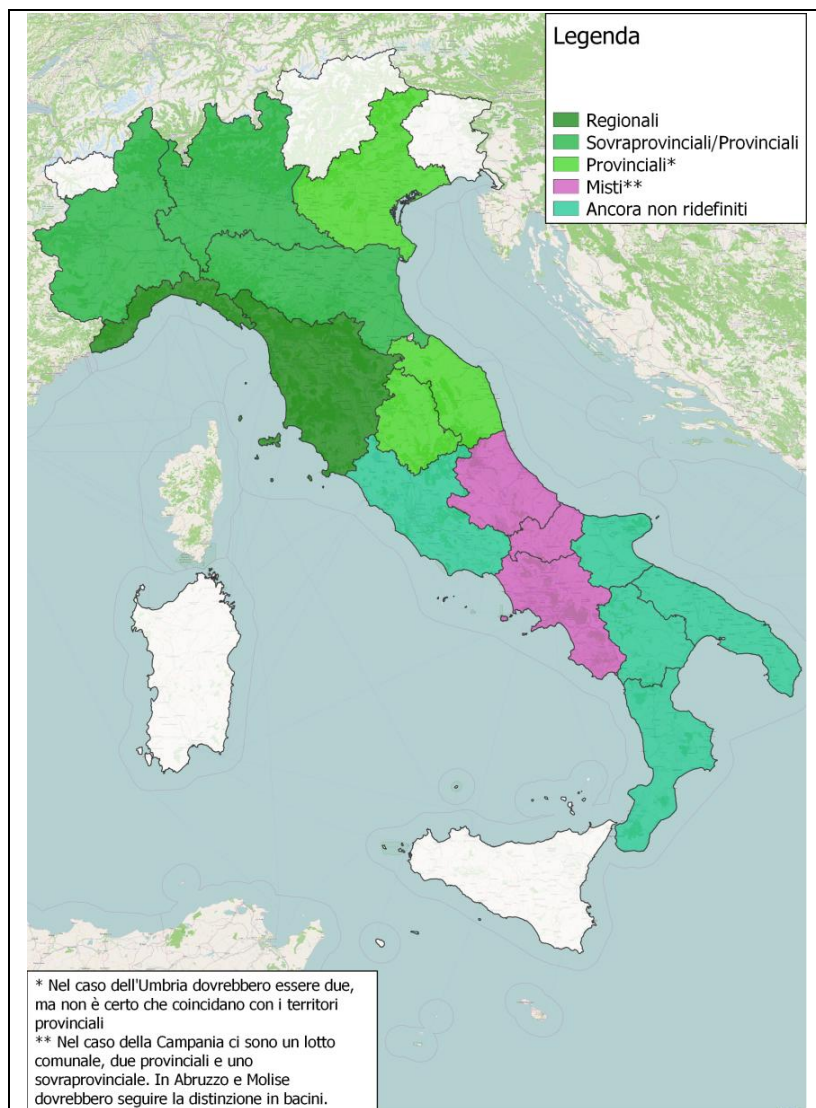 Legenda
Regionali
Sovraprovinciali/Provinciali
Provinciali*
Misti**
Ancora non ridefiniti
* Nel caso dell'Umbria dovrebbero essere due,
ma non è certo che coincidano con i territori
provinciali
** Nel caso della Campania ci sono un lotto
comunale, due provinciali e uno
sovraprovinciale. In Abruzzo e Molise
dovrebbero seguire la distinzione in bacini.